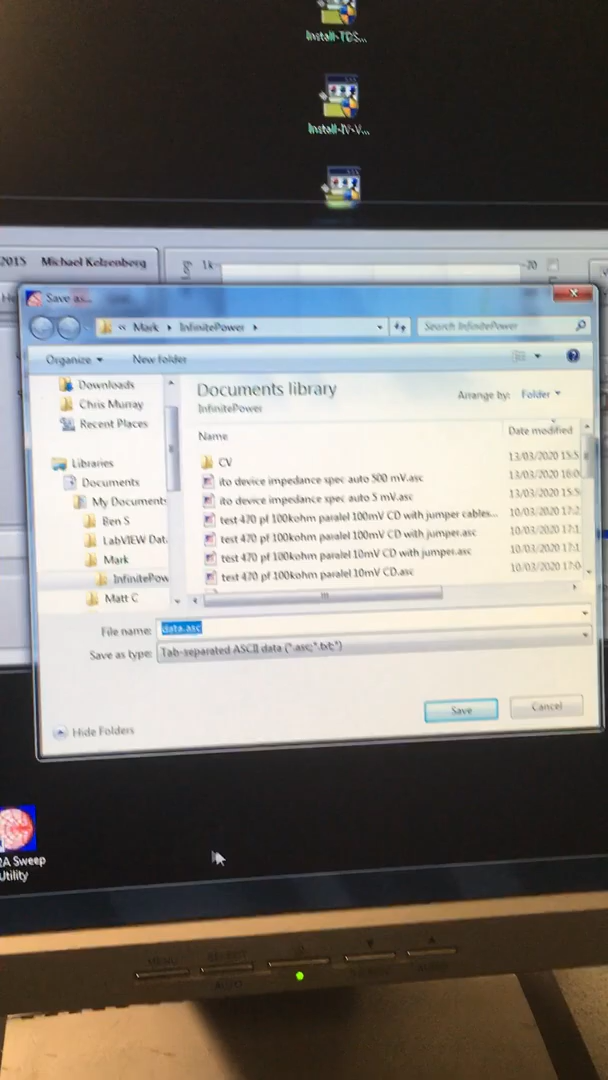 Install-TDS...
Install-IV-V...
2015 Michael Kelzenberg
1k
20
Save as...
« Mark ▸ InfinitePower ▸
Search InfinitePower
Organize
New folder
Downloads
Chris Murray
Recent Places
Libraries
Documents
My Documents
Ben S
LabVIEW Dat
Mark
InfinitePow
Matt C
Documents library
InfinitePower
Arrange by: Folder
Name
Date modified
CV
13/03/2020 15:5
ito device impedance spec auto 500 mV.asc
13/03/2020 16:0
ito device impedance spec auto 5 mV.asc
13/03/2020 15:5
test 470 pf 100kohm paralel 100mV CD with jumper cables...
10/03/2020 17:2
test 470 pf 100kohm paralel 100mV CD with jumper.asc
10/03/2020 17:1
test 470 pf 100kohm paralel 10mV CD with jumper.asc
10/03/2020 17:1
test 470 pf 100kohm paralel 10mV CD.asc
10/03/2020 17:0
File name: data.asc
Save as type: Tab-separated ASCII data (*.asc;*.txt;*)
Save
Cancel
Hide Folders
A Sweep
Utility
MENU
AUTO